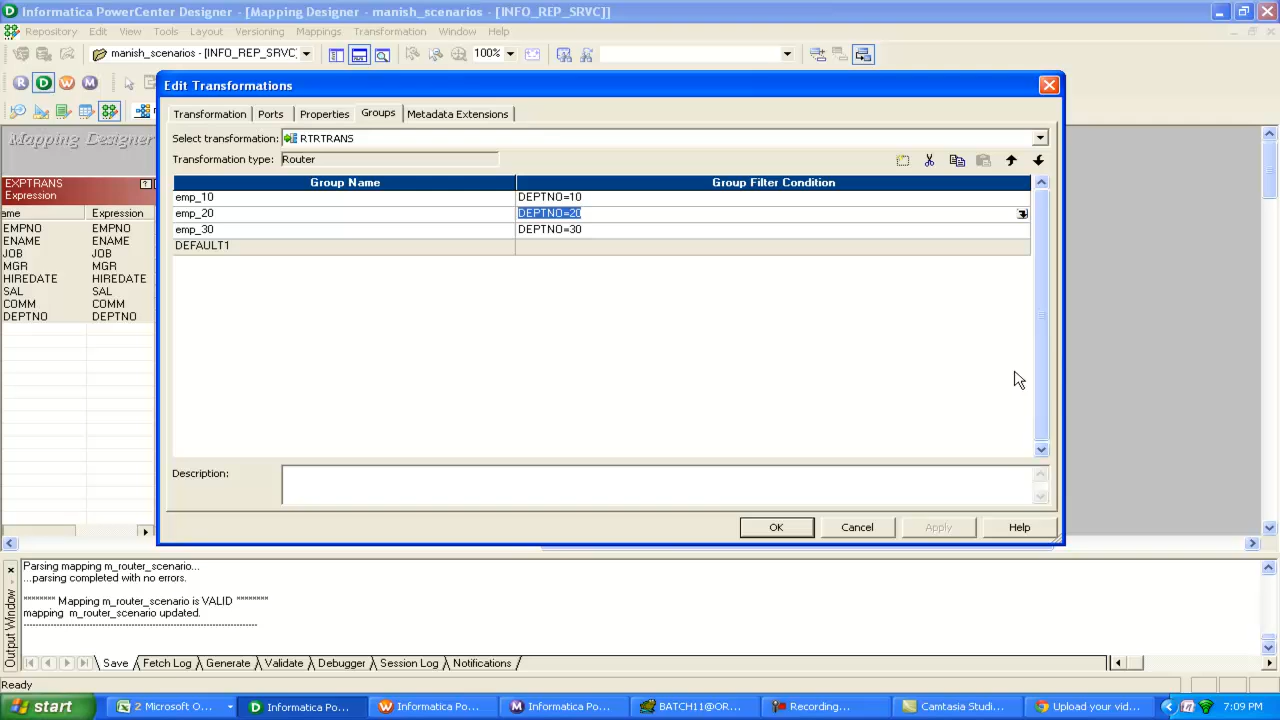 Informatica PowerCenter Designer - [Mapping Designer - manish_scenarios - [INFO_REP_SRVC]]
Repository Edit View Tools Layout Versioning Mappings Transformation Window Help
manish_scenarios - [INFO_REP_SRVC] 100%
R D W M
Mapping Designer
Edit Transformations
Transformation Ports Properties Groups Metadata Extensions
Select transformation: RTRTRANS
Transformation type: Router
Group Name Group Filter Condition
emp_10 DEPTNO=10
emp_20 DEPTNO=20
emp_30 DEPTNO=30
DEFAULT1
Description:
OK Cancel Apply Help
EXPTRANS
Expression
ame Expression
EMPNO EMPNO
ENAME ENAME
JOB JOB
MGR MGR
HIREDATE HIREDATE
SAL SAL
COMM COMM
DEPTNO DEPTNO
Output Window
Parsing mapping m_router_scenario...
...parsing completed with no errors.
******** Mapping m_router_scenario is VALID ********
mapping m_router_scenario updated.
Save Fetch Log Generate Validate Debugger Session Log Notifications
Ready
start 2 Microsoft O... Informatica Po... Informatica Po... Informatica Po... BATCH11@OR... Recording... Camtasia Studi... Upload your vid... 7:09 PM